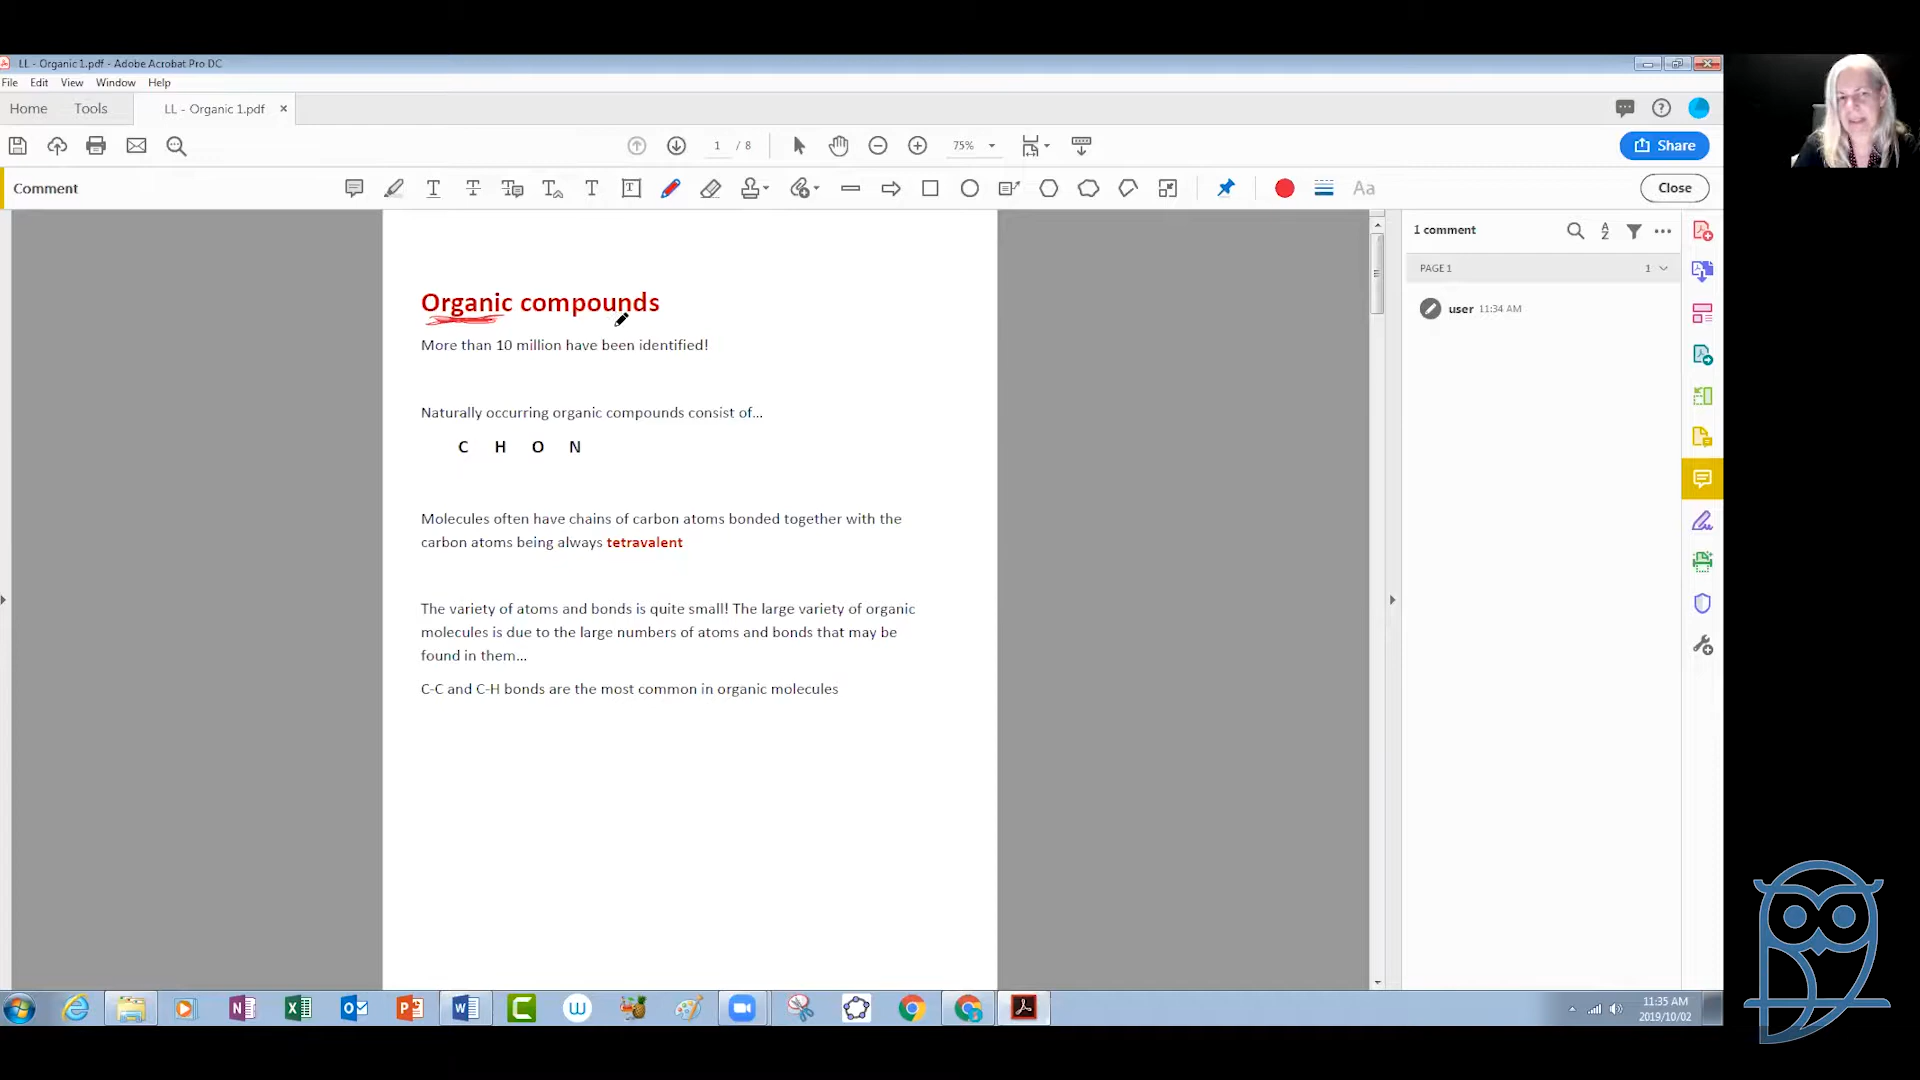 LL - Organic 1.pdf - Adobe Acrobat Pro DC
File Edit View Window Help
Home Tools LL - Organic 1.pdf
1 / 8 75% Share
Comment Aa Close
1 comment
PAGE 1 1
user 11:34 AM
Organic compounds
More than 10 million have been identified!
Naturally occurring organic compounds consist of...
C H O N
Molecules often have chains of carbon atoms bonded together with the
carbon atoms being always tetravalent
The variety of atoms and bonds is quite small! The large variety of organic
molecules is due to the large numbers of atoms and bonds that may be
found in them...
C-C and C-H bonds are the most common in organic molecules
11:35 AM
2019/10/02